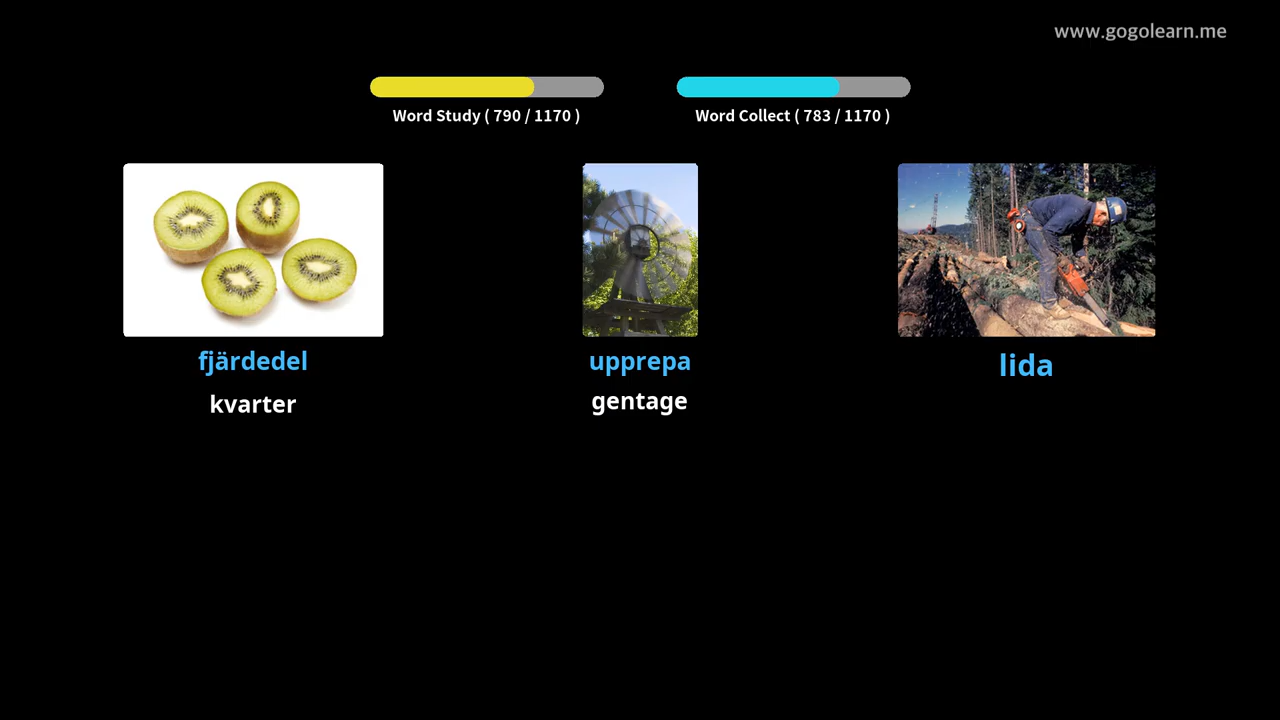 www.gogolearn.me
Word Study ( 790 / 1170 )
Word Collect ( 783 / 1170 )
fjärdedel
upprepa
lida
kvarter
gentage